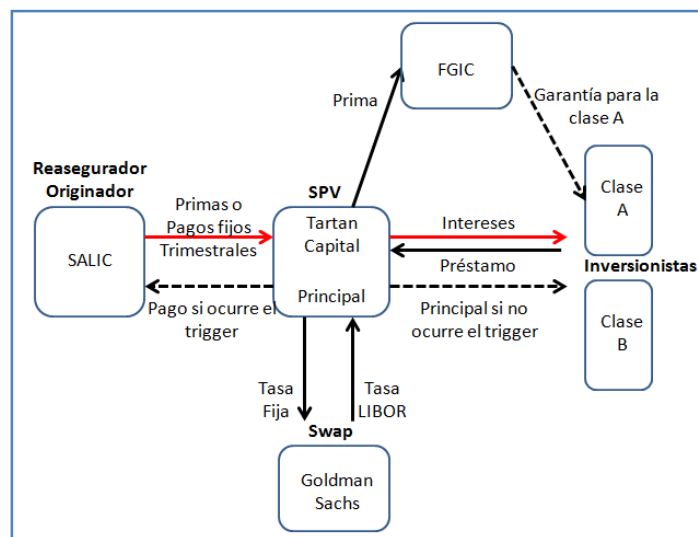 FGIC
Prima
Garantía para la
clase A
Reasegurador
Originador
SALIC
Primas o
Pagos fijos
Trimestrales
SPV
Tartan
Capital
Principal
Intereses
Préstamo
Clase
A
Inversionistas
Clase
B
Pago si ocurre el
trigger
Principal si no
ocurre el trigger
Tasa
Fija
Tasa
LIBOR
Swap
Goldman
Sachs